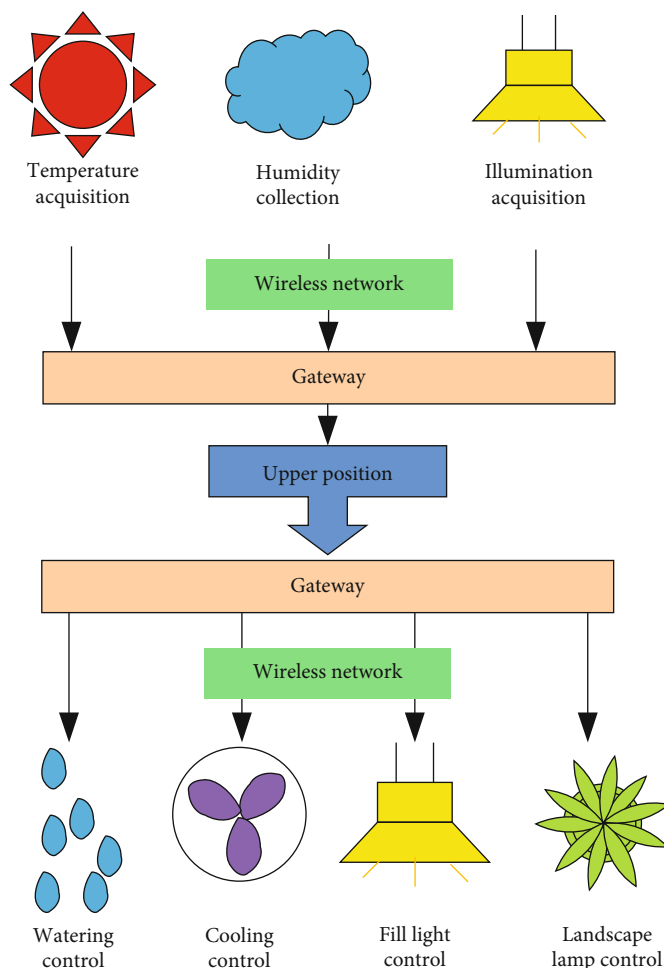 Temperature
acquisition
Humidity
collection
Illumination
acquisition
Wireless network
Gateway
Upper position
Gateway
Wireless network
Watering
control
Cooling
control
Fill light
control
Landscape
lamp control